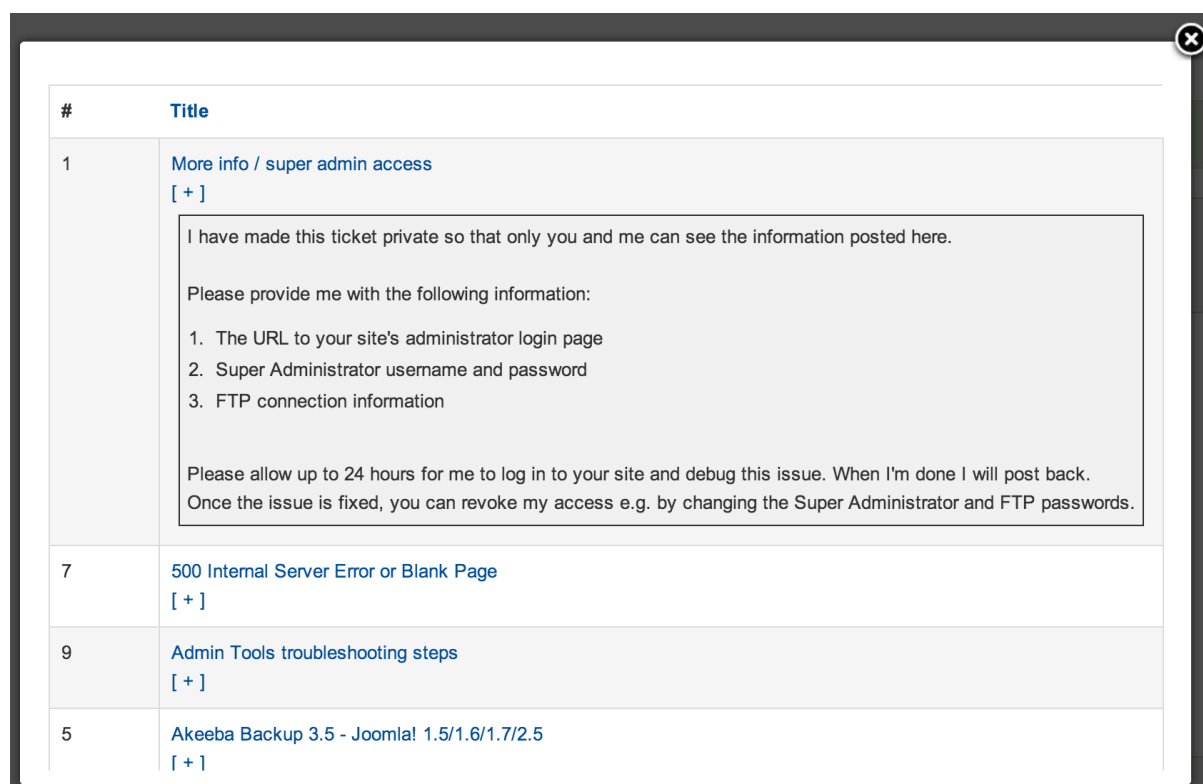 # Title
1 More info / super admin access
[ + ]
I have made this ticket private so that only you and me can see the information posted here.
Please provide me with the following information:
1. The URL to your site's administrator login page
2. Super Administrator username and password
3. FTP connection information
Please allow up to 24 hours for me to log in to your site and debug this issue. When I'm done I will post back.
Once the issue is fixed, you can revoke my access e.g. by changing the Super Administrator and FTP passwords.
7 500 Internal Server Error or Blank Page
[ + ]
9 Admin Tools troubleshooting steps
[ + ]
5 Akeeba Backup 3.5 - Joomla! 1.5/1.6/1.7/2.5
[ + ]